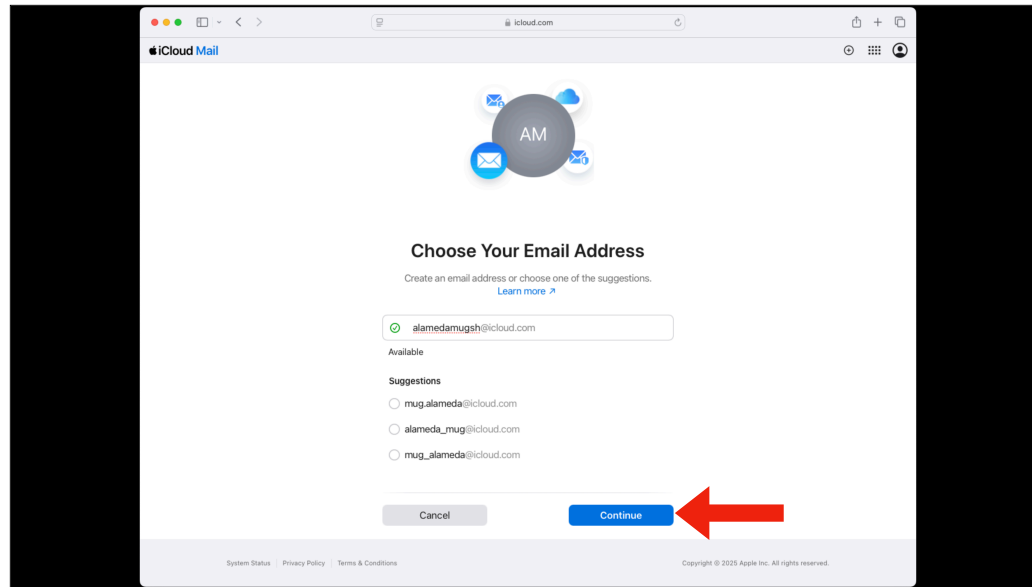 icloud.com
iCloud Mail
AM
Choose Your Email Address
Create an email address or choose one of the suggestions.
Learn more ↗
alamedamugsh@icloud.com
Available
Suggestions
mug.alameda@icloud.com
alameda_mug@icloud.com
mug_alameda@icloud.com
Cancel
Continue
System Status | Privacy Policy | Terms & Conditions
Copyright © 2025 Apple Inc. All rights reserved.